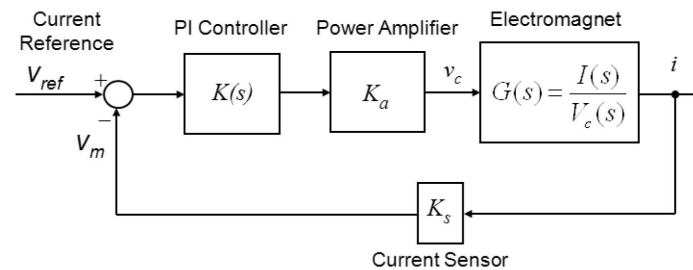 Current
Reference
PI Controller
Power Amplifier
Electromagnet
V_ref
+
−
K(s)
K_a
v_c
G(s) = I(s) / V_c(s)
i
V_m
K_s
Current Sensor